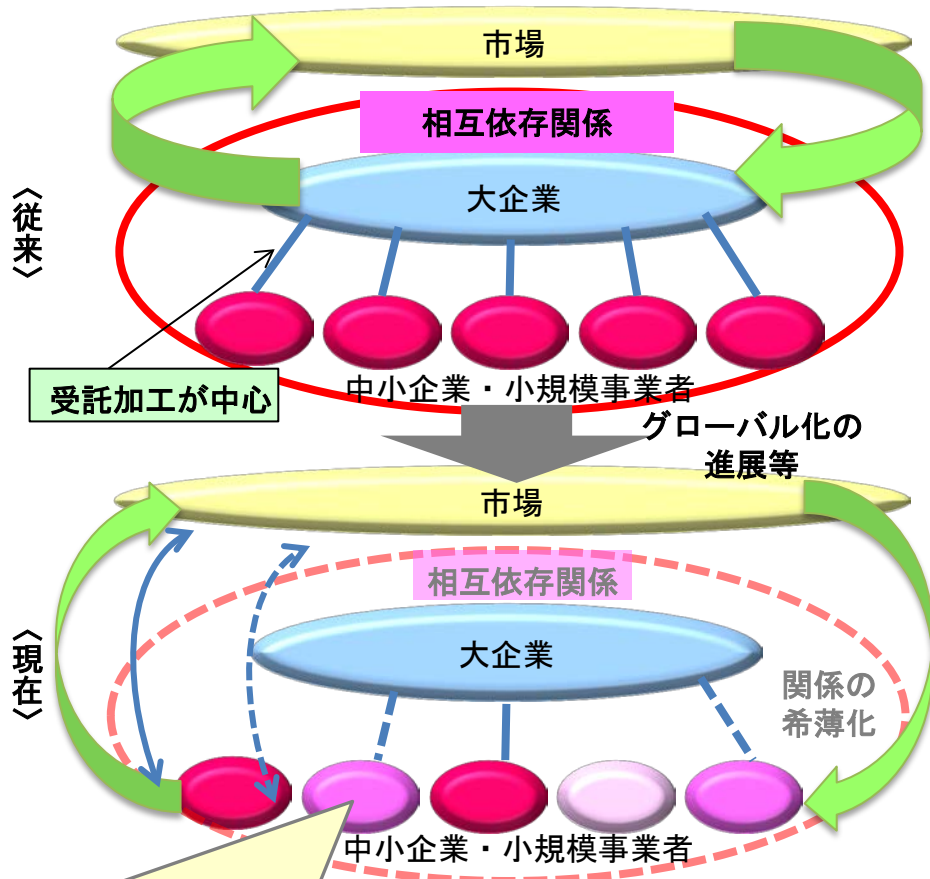 市場
相互依存関係
大企業
〈従来〉
受託加工が中心
中小企業・小規模事業者
グローバル化の
進展等
市場
相互依存関係
大企業
〈現在〉
関係の
希薄化
中小企業・小規模事業者